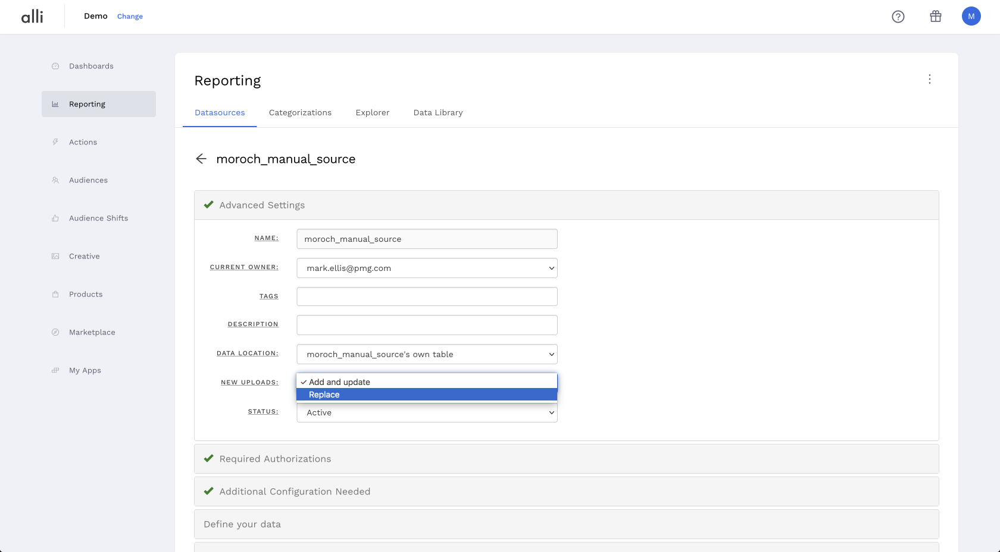 alli
Demo Change
M
Dashboards
Reporting
Actions
Audiences
Audience Shifts
Creative
Products
Marketplace
My Apps
Reporting
Datasources Categorizations Explorer Data Library
moroch_manual_source
Advanced Settings
NAME: moroch_manual_source
CURRENT OWNER: mark.ellis@pmg.com
TAGS
DESCRIPTION
DATA LOCATION: moroch_manual_source's own table
NEW UPLOADS: Add and update
Replace
STATUS: Active
Required Authorizations
Additional Configuration Needed
Define your data